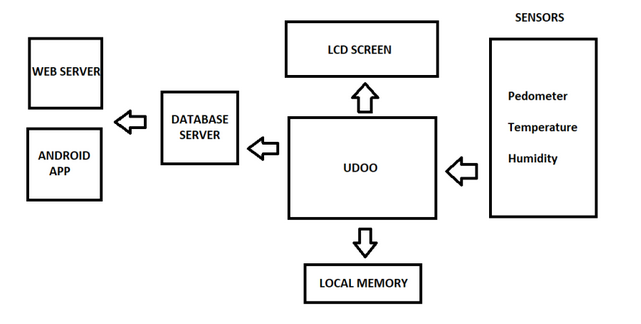 SENSORS
LCD SCREEN
WEB SERVER
Pedometer
DATABASE
SERVER
Temperature
ANDROID
APP
UDOO
Humidity
LOCAL MEMORY